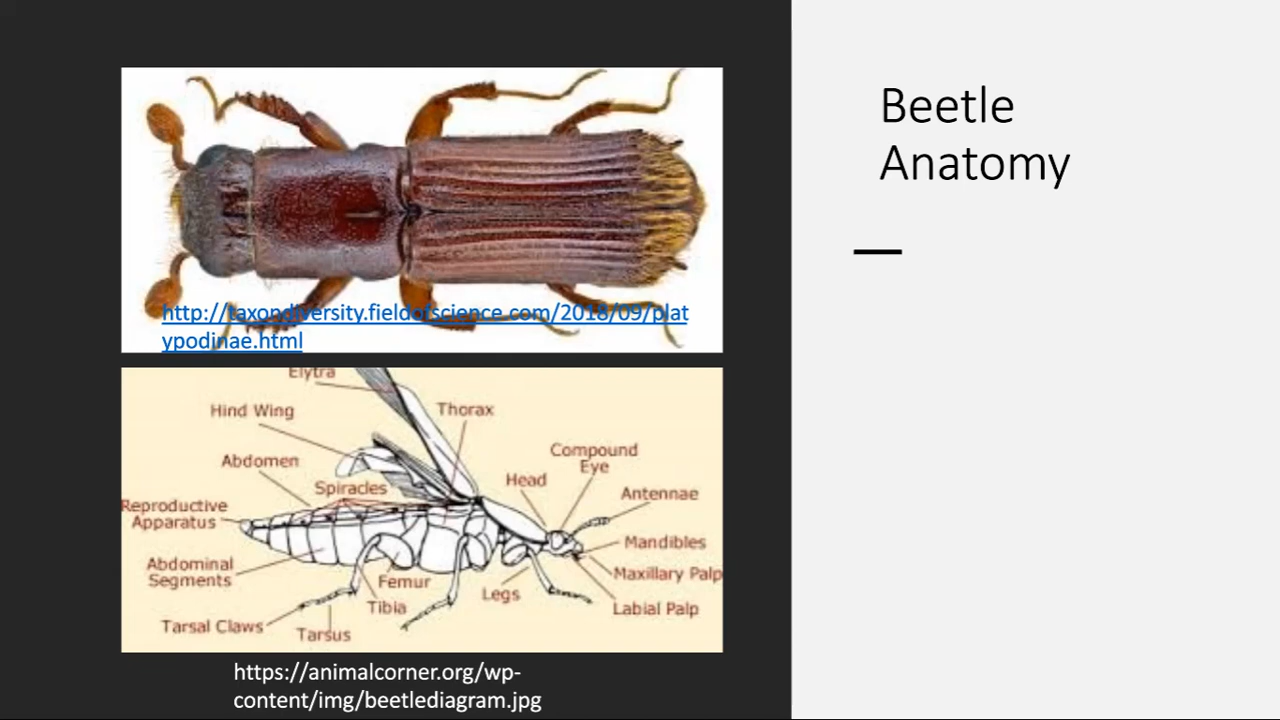 Beetle
Anatomy
http://taxondiversity.fieldofscience.com/2018/09/plat
ypodinae.html
Elytra
Hind Wing
Thorax
Abdomen
Compound
Eye
Head
Spiracles
Antennae
Reproductive
Apparatus
Mandibles
Abdominal
Segments
Maxillary Palp
Femur
Legs
Tibia
Labial Palp
Tarsal Claws
Tarsus
https://animalcorner.org/wp-
content/img/beetlediagram.jpg